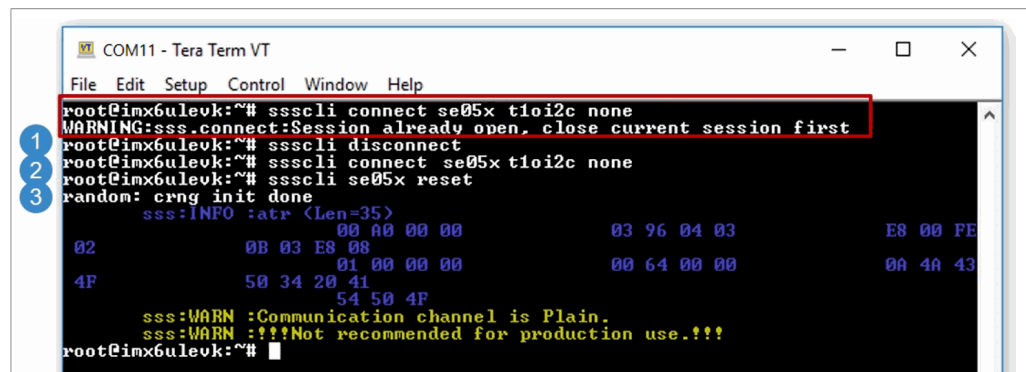 COM11 - Tera Term VT
File Edit Setup Control Window Help
root@imx6ulevk:~# ssscli connect se05x t1oi2c none
WARNING:sss.connect:Session already open, close current session first
1 root@imx6ulevk:~# ssscli disconnect
2 root@imx6ulevk:~# ssscli connect se05x t1oi2c none
3 root@imx6ulevk:~# ssscli se05x reset
random: crng init done
sss:INFO :atr (Len=35)
00 A0 00 00 03 96 04 03 E8 00 FE
02 0B 03 E8 08
01 00 00 00 00 64 00 00 0A 4A 43
4F 50 34 20 41
54 50 4F
sss:WARN :Communication channel is Plain.
sss:WARN :!!!Not recommended for production use.!!!
root@imx6ulevk:~#